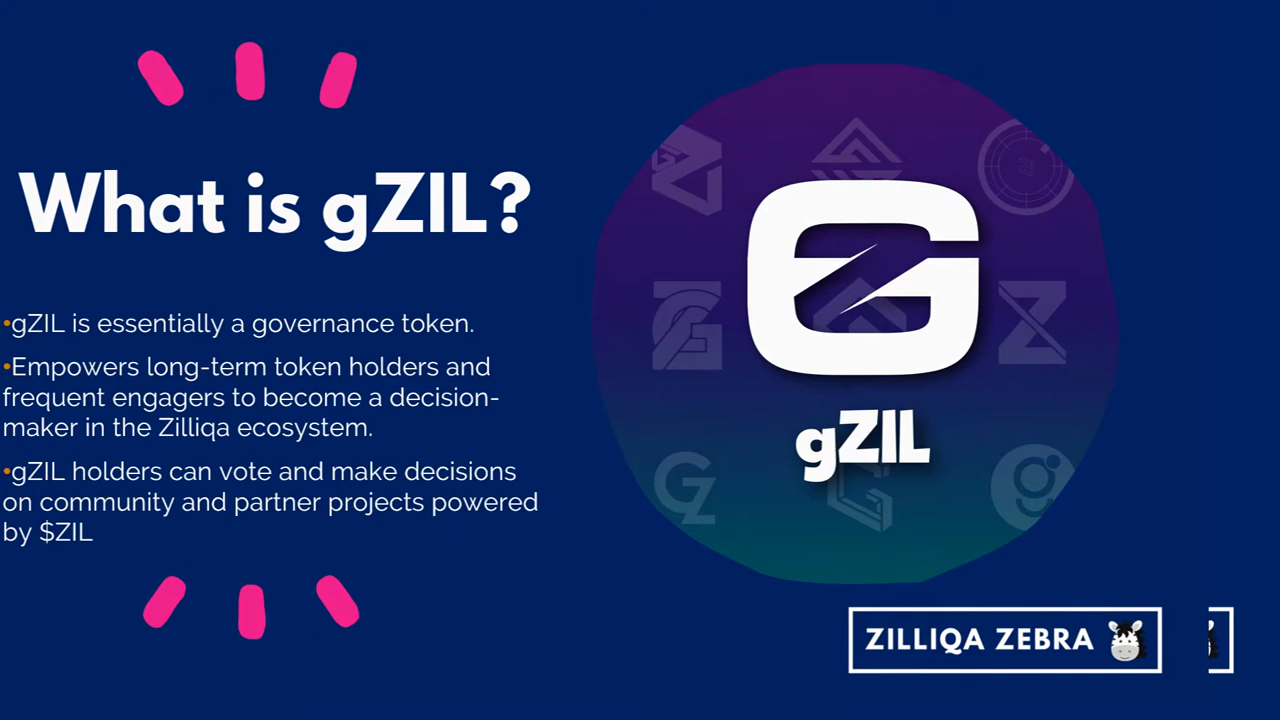 What is gZIL?
•gZIL is essentially a governance token.
•Empowers long-term token holders and
frequent engagers to become a decision-
maker in the Zilliqa ecosystem.
•gZIL holders can vote and make decisions
on community and partner projects powered
by $ZIL
gZIL
ZILLIQA ZEBRA